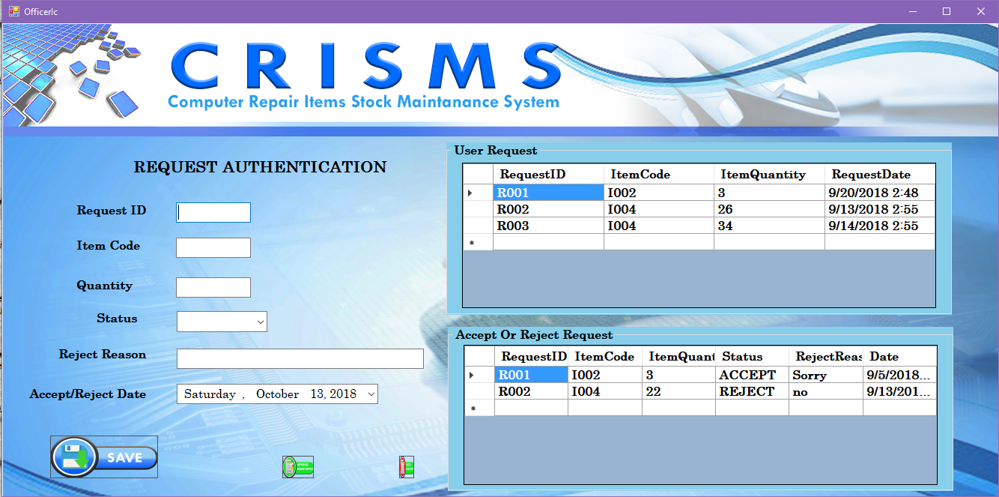 OfficerIc
CRISMS
Computer Repair Items Stock Maintanance System
REQUEST AUTHENTICATION
Request ID
Item Code
Quantity
Status
Reject Reason
Accept/Reject Date Saturday , October 13, 2018
SAVE
User Request
RequestID ItemCode ItemQuantity RequestDate
R001 I002 3 9/20/2018 2:48
R002 I004 26 9/13/2018 2:55
R003 I004 34 9/14/2018 2:55
*
Accept Or Reject Request
RequestID ItemCode ItemQuant Status RejectReas Date
R001 I002 3 ACCEPT Sorry 9/5/2018...
R002 I004 22 REJECT no 9/13/201...
*